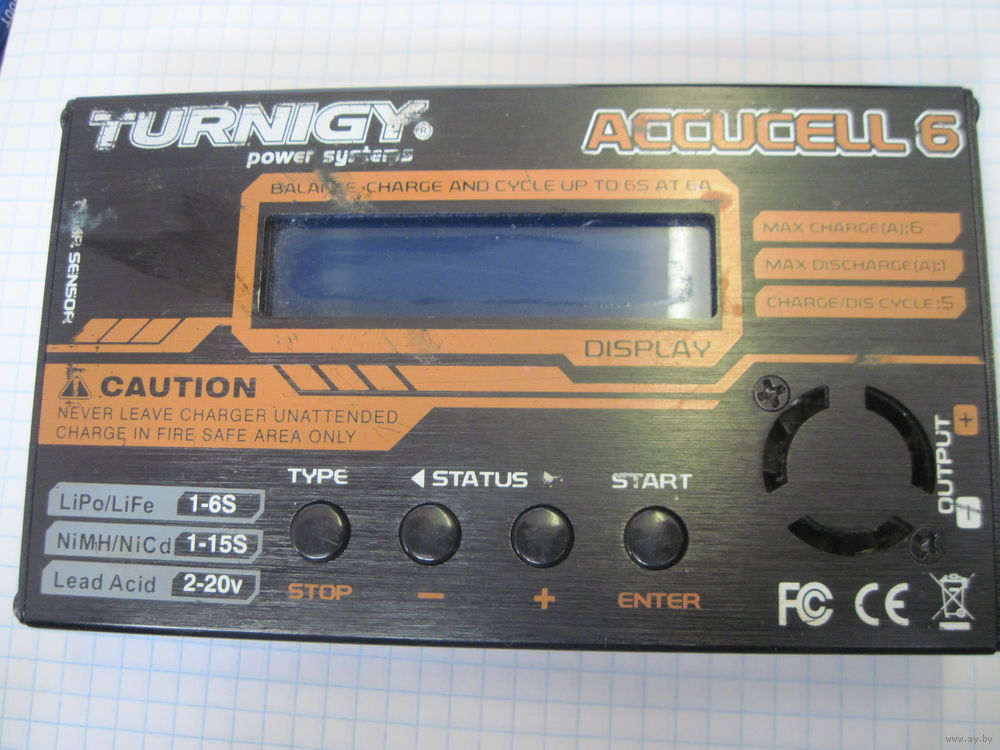 TURNIGY®
power systems
ACCUCELL 6
BALANCE CHARGE AND CYCLE UP TO 6S AT 6A
MAX CHARGE(A):6
MAX DISCHARGE(A):1
CHARGE/DIS CYCLE:5
TEMP. SENSOR
DISPLAY
CAUTION
NEVER LEAVE CHARGER UNATTENDED
CHARGE IN FIRE SAFE AREA ONLY
OUTPUT
+
-
TYPE
STATUS
START
LiPo/LiFe 1-6S
NiMH/NiCd 1-15S
Lead Acid 2-20v
STOP
-
+
ENTER
FC CE
www.ay.by